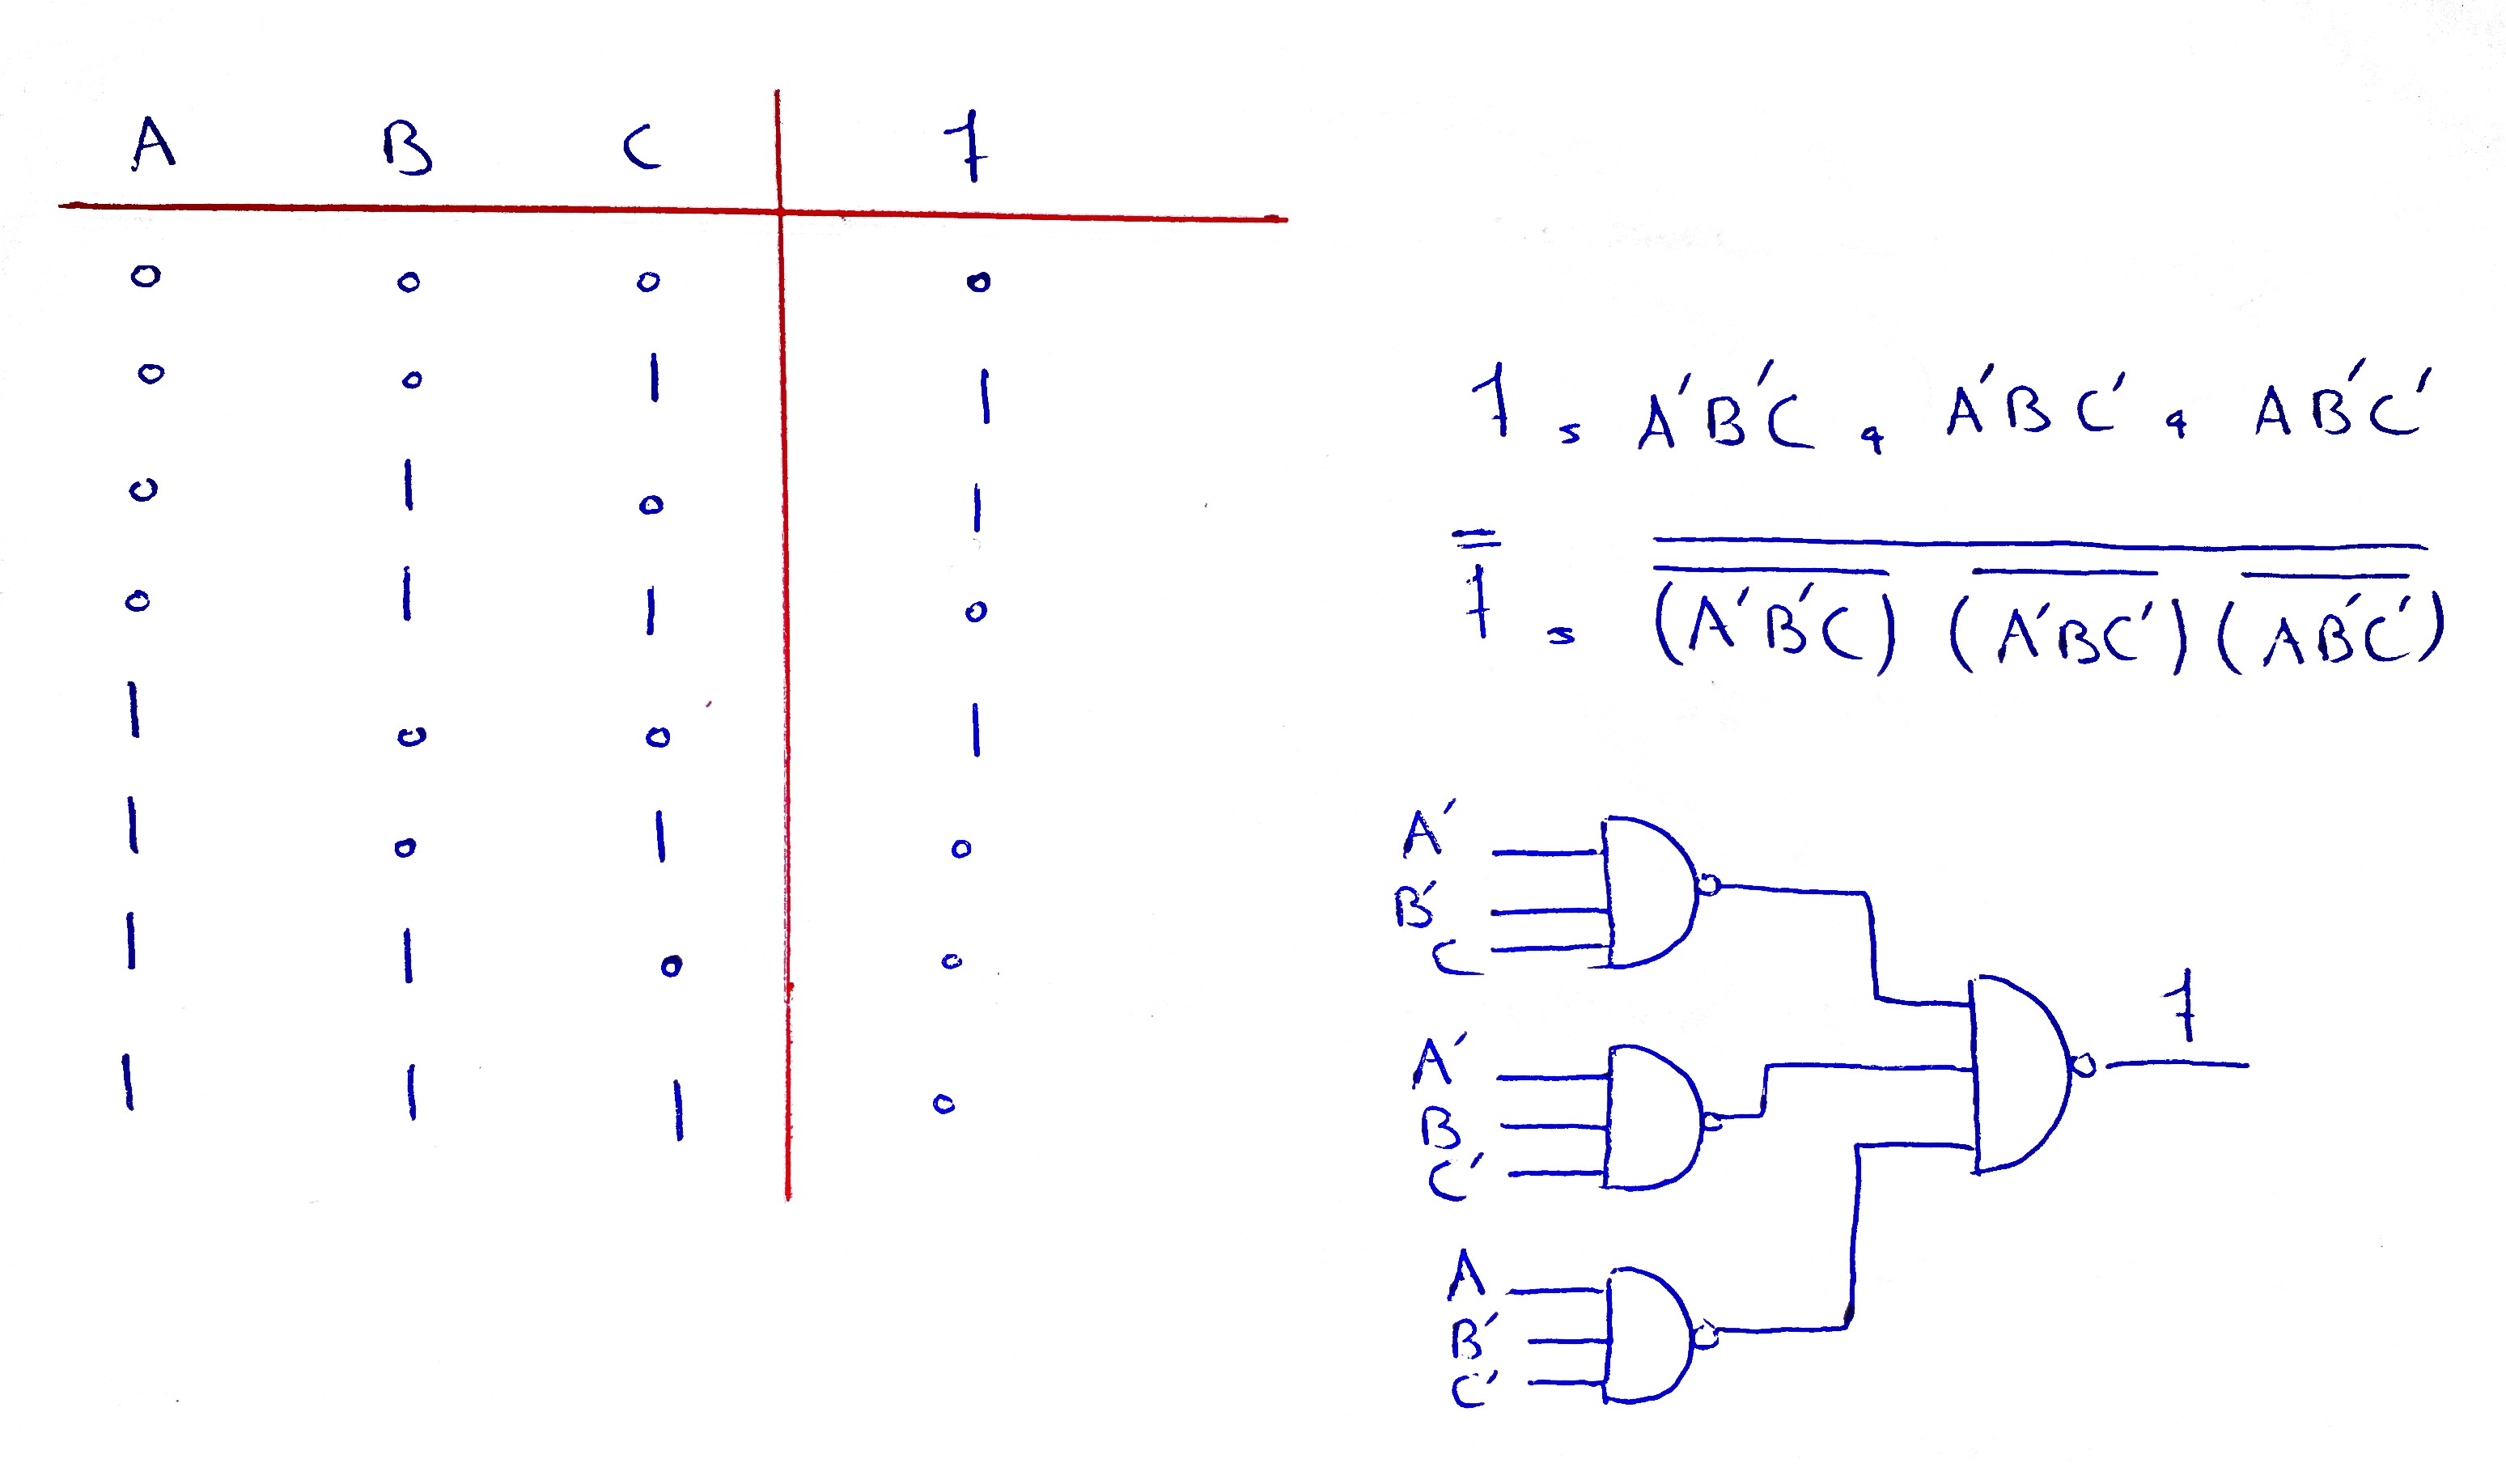 A B C f
0 0 0 0
0 0 1 1
0 1 0 1
0 1 1 0
1 0 0 1
1 0 1 0
1 1 0 0
1 1 1 0
f = A'B'C + A'BC' + AB'C'
f = (A'B'C) (A'BC') (AB'C')
A'
B'
C
A'
B
C'
A
B'
C'
f